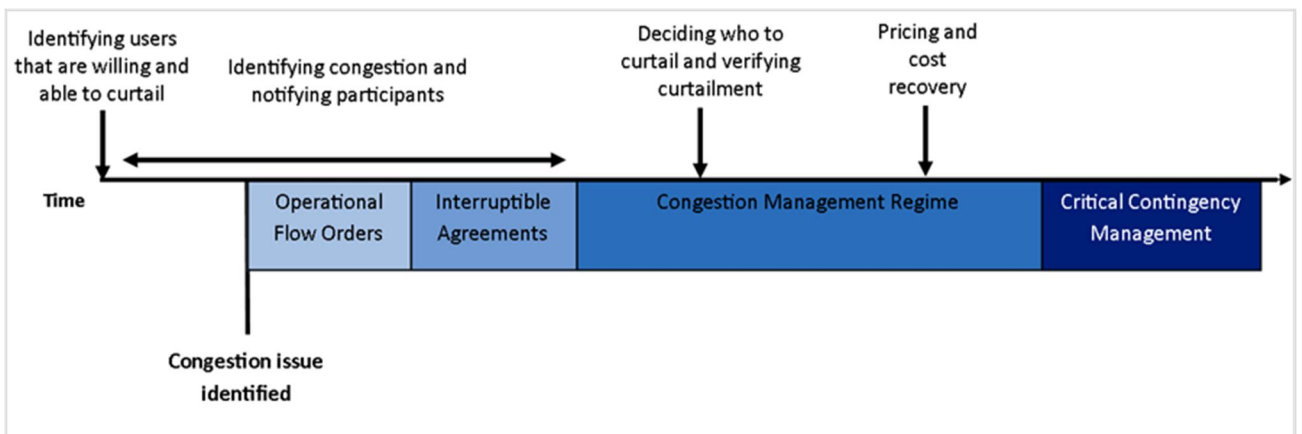 Identifying users
that are willing and
able to curtail
Identifying congestion and
notifying participants
Deciding who to
curtail and verifying
curtailment
Pricing and
cost
recovery
Time
Operational
Flow Orders
Interruptible
Agreements
Congestion Management Regime
Critical Contingency
Management
Congestion issue
identified